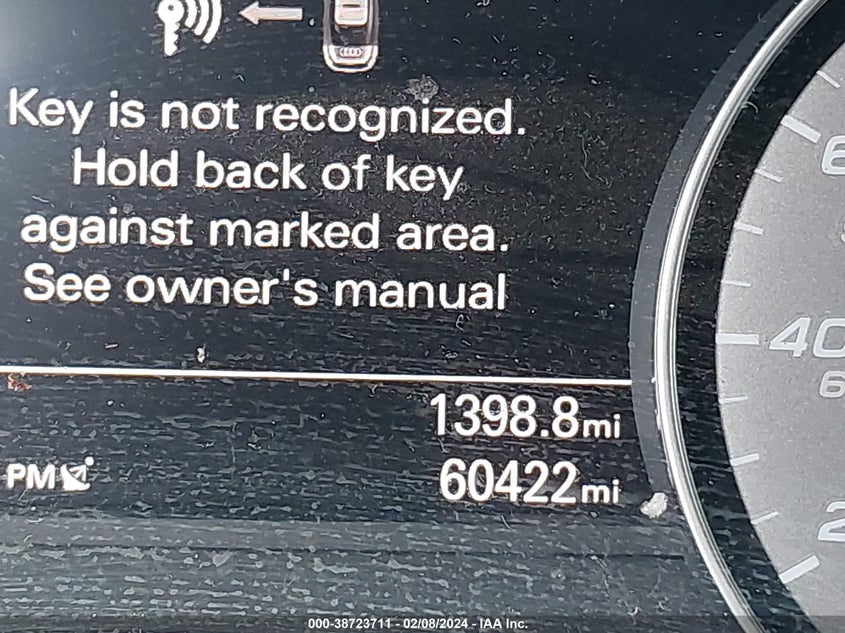 Key is not recognized.
Hold back of key
against marked area.
See owner's manual
1398.8mi
PM 60422mi
40
000-38723711 - 02/08/2024 - IAA Inc.